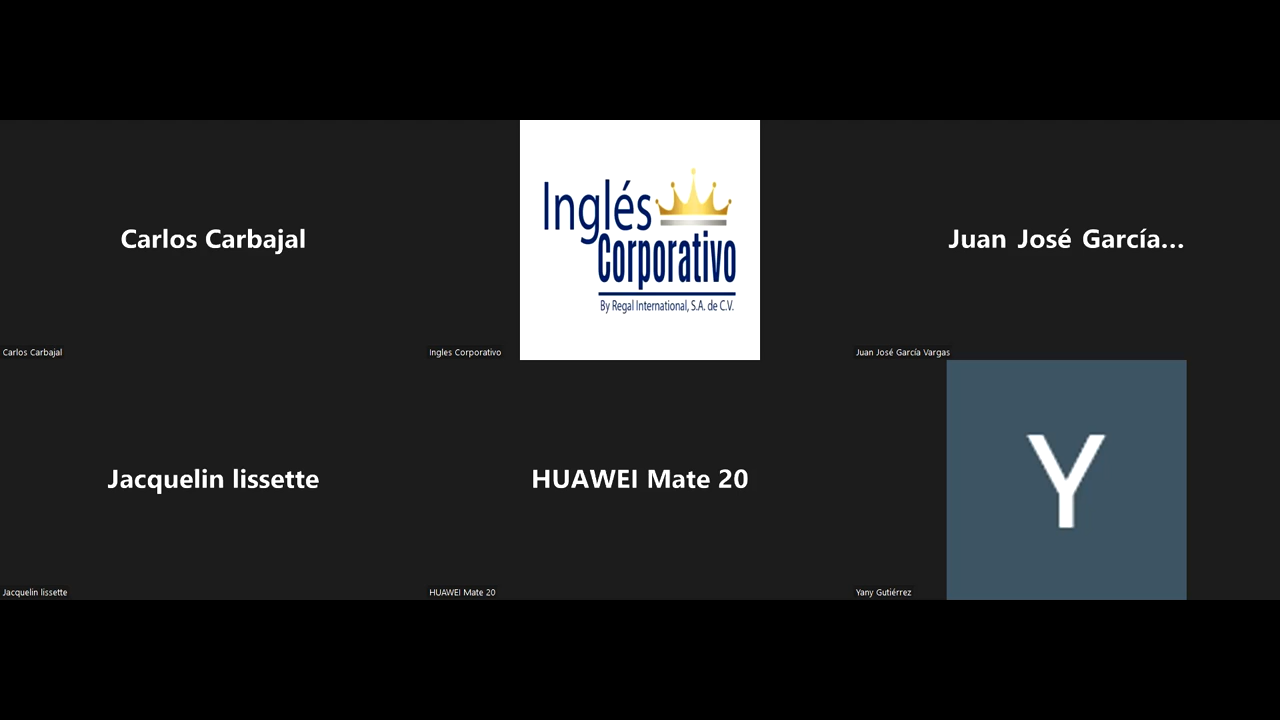 Carlos Carbajal
Carlos Carbajal
Inglés
Corporativo
By Regal International, S.A. de C.V.
Ingles Corporativo
Juan José García...
Juan José García Vargas
Jacquelin lissette
Jacquelin lissette
HUAWEI Mate 20
HUAWEI Mate 20
Y
Yany Gutiérrez